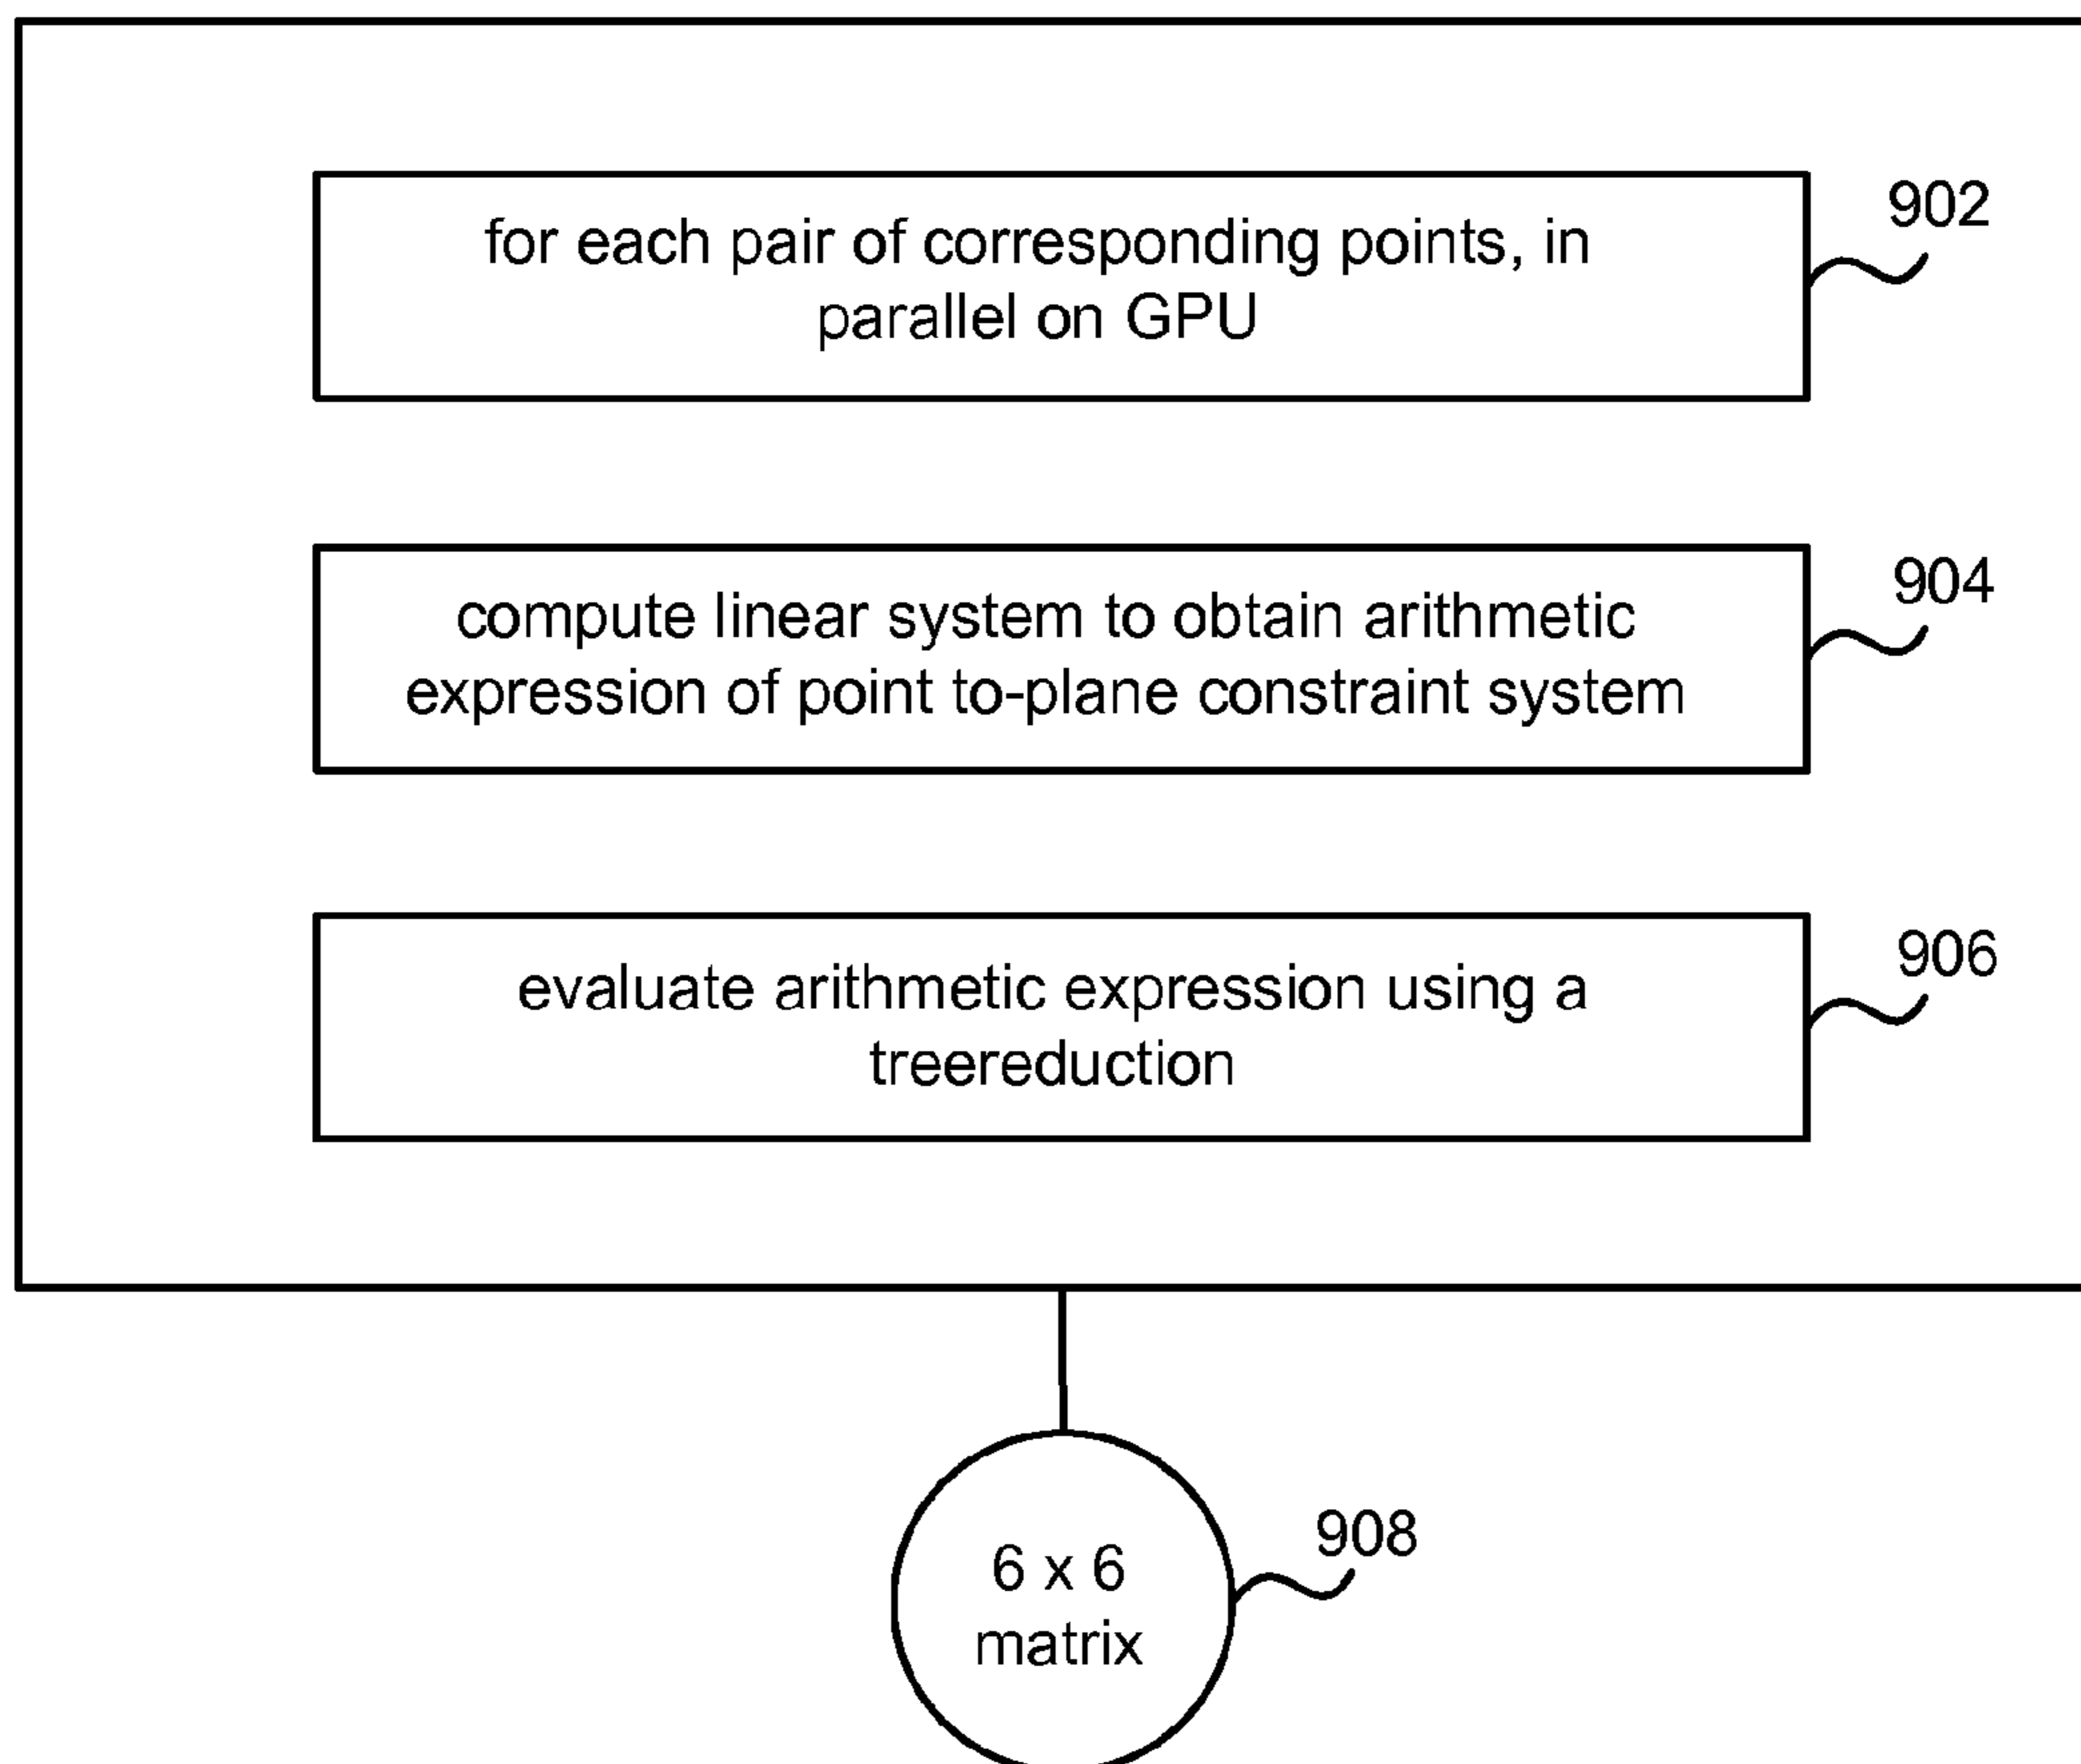 for each pair of corresponding points, in
parallel on GPU
902
compute linear system to obtain arithmetic
expression of point to-plane constraint system
904
evaluate arithmetic expression using a
treereduction
906
6 x 6
matrix
908